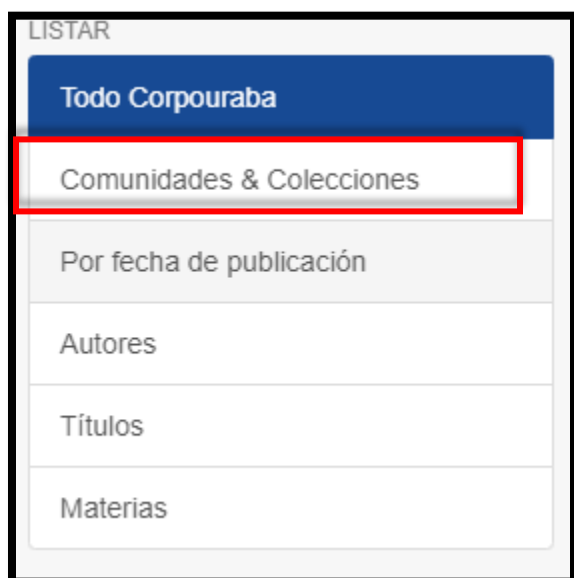 LISTAR
Todo Corpouraba
Comunidades & Colecciones
Por fecha de publicación
Autores
Títulos
Materias